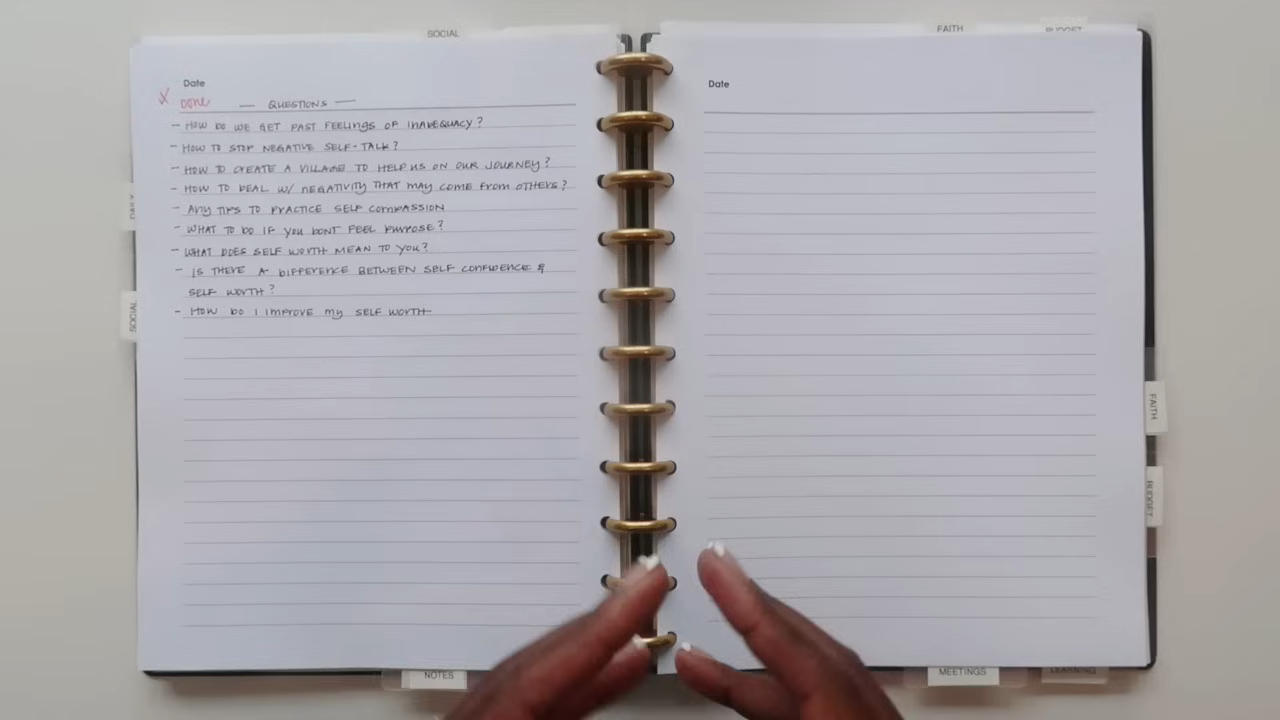 SOCIAL
FAITH
BUDGET
Date
Date
X DONE — QUESTIONS —
- HOW DO WE GET PAST FEELINGS OF INADEQUACY?
- HOW TO STOP NEGATIVE SELF-TALK?
- HOW TO CREATE A VILLAGE TO HELP US ON OUR JOURNEY?
- HOW TO DEAL W/ NEGATIVITY THAT MAY COME FROM OTHERS?
- ANY TIPS TO PRACTICE SELF COMPASSION
- WHAT TO DO IF YOU DON'T FEEL PURPOSE?
- WHAT DOES SELF WORTH MEAN TO YOU?
- IS THERE A DIFFERENCE BETWEEN SELF CONFIDENCE &
SELF WORTH?
- HOW DO I IMPROVE MY SELF WORTH
DAILY
SOCIAL
FAITH
BUDGET
NOTES
MEETINGS
LEARNING